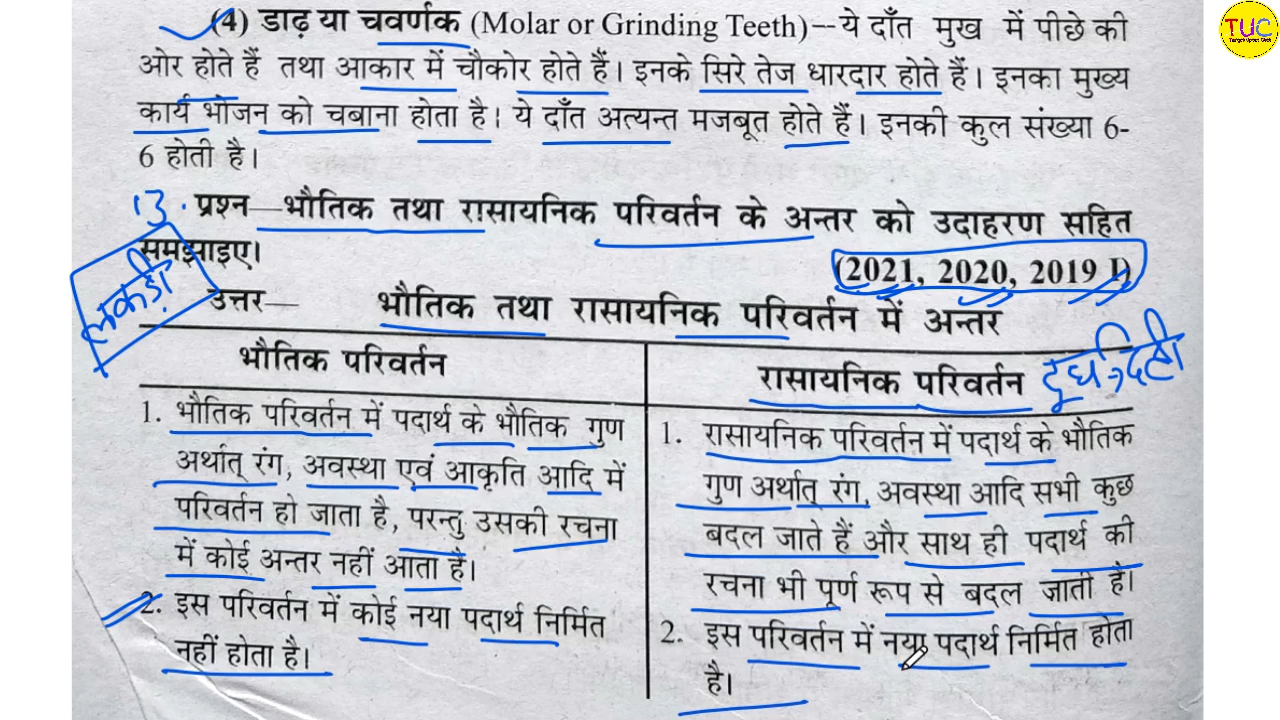 TUC
Target Upsct Clear
(4) डाढ़ या चवर्णक (Molar or Grinding Teeth)—ये दाँत मुख में पीछे की
ओर होते हैं तथा आकार में चौकोर होते हैं। इनके सिरे तेज धारदार होते हैं। इनका मुख्य
कार्य भोजन को चबाना होता है। ये दाँत अत्यन्त मजबूत होते हैं। इनकी कुल संख्या 6-
6 होती है।
13. प्रश्न—भौतिक तथा रासायनिक परिवर्तन के अन्तर को उदाहरण सहित
समझाइए।
(2021, 2020, 2019 I)
लकड़ी
उत्तर— भौतिक तथा रासायनिक परिवर्तन में अन्तर
भौतिक परिवर्तन
1. भौतिक परिवर्तन में पदार्थ के भौतिक गुण
अर्थात् रंग, अवस्था एवं आकृति आदि में
परिवर्तन हो जाता है, परन्तु उसकी रचना
में कोई अन्तर नहीं आता है।
2. इस परिवर्तन में कोई नया पदार्थ निर्मित
नहीं होता है।
रासायनिक परिवर्तन दूध→दही
1. रासायनिक परिवर्तन में पदार्थ के भौतिक
गुण अर्थात् रंग, अवस्था आदि सभी कुछ
बदल जाते हैं और साथ ही पदार्थ की
रचना भी पूर्ण रूप से बदल जाती है।
2. इस परिवर्तन में नया पदार्थ निर्मित होता
है।